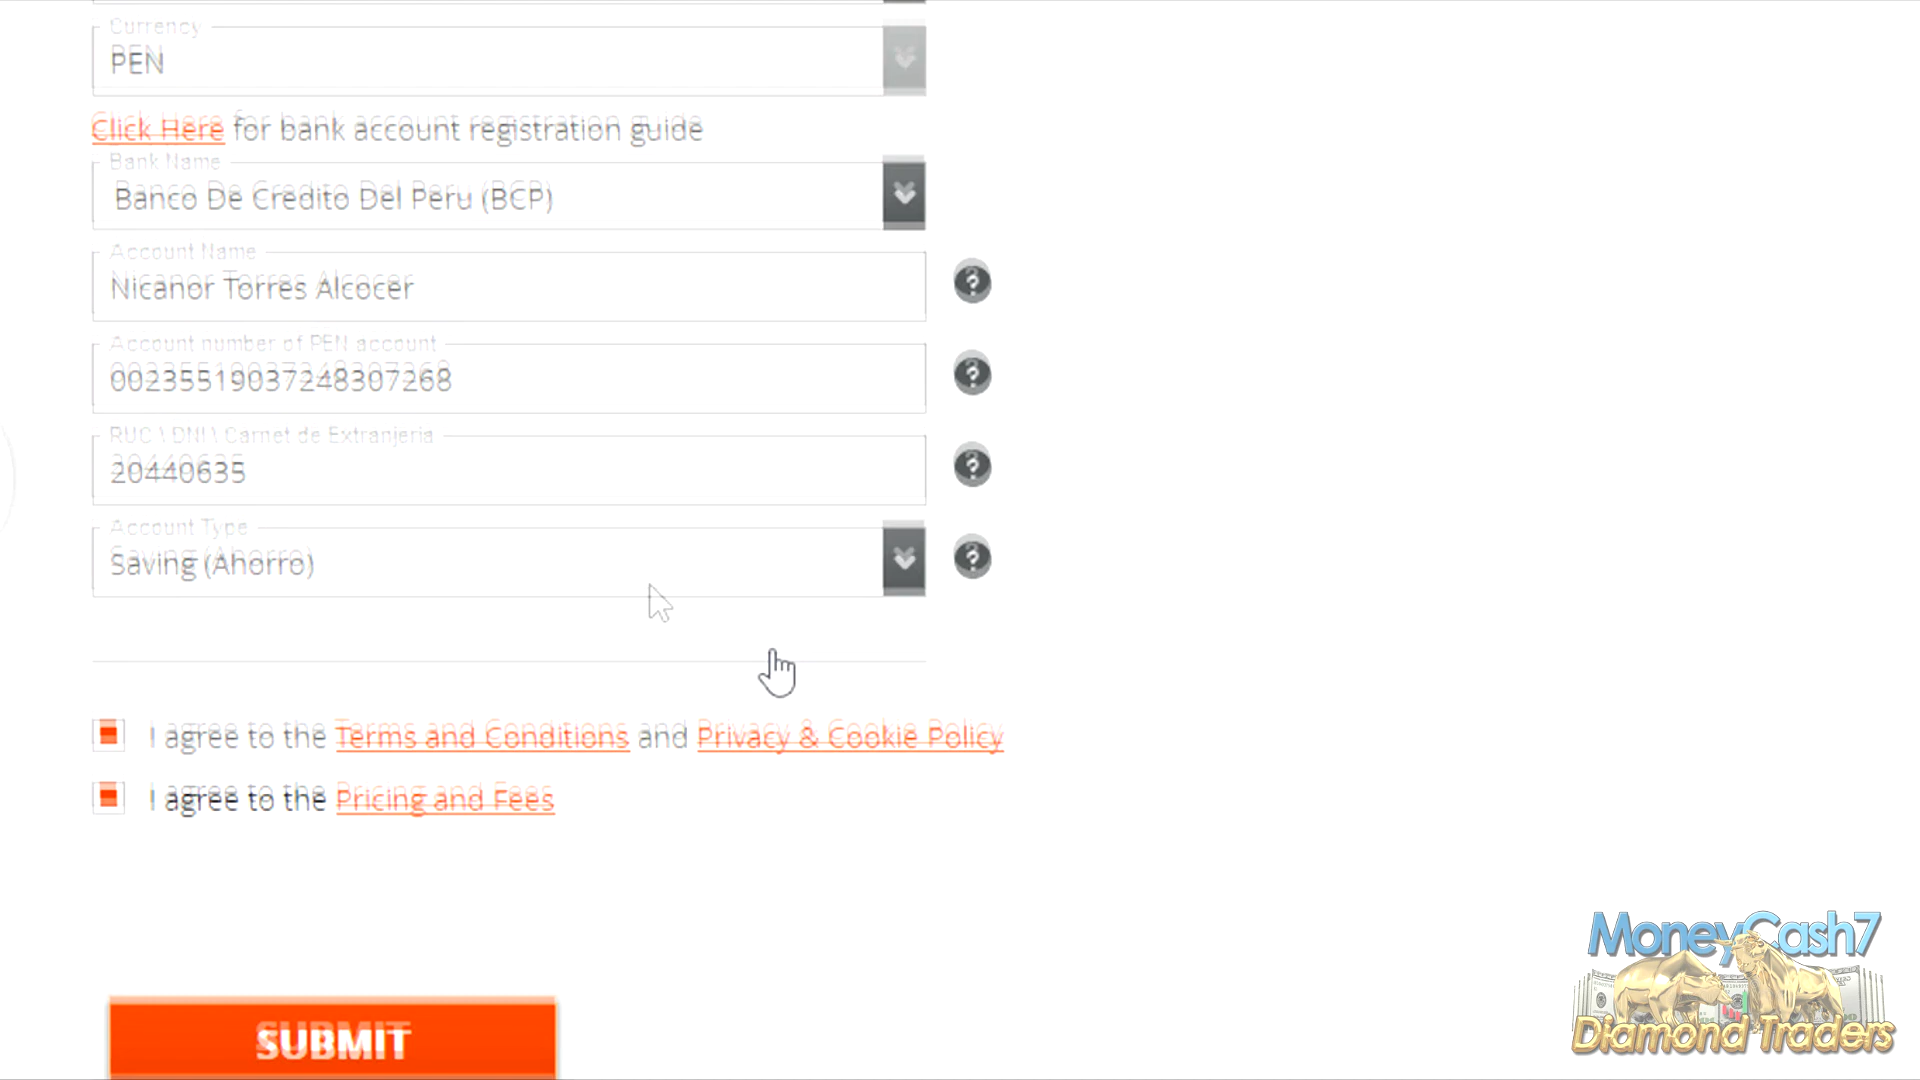 Currency
PEN
Click Here for bank account registration guide
Bank Name
Banco De Credito Del Peru (BCP)
Account Name
Nicanor Torres Alcocer
Account number of PEN account
00235519037248307268
RUC \ DNI \ Carnet de Extranjeria
20440635
Account Type
Saving (Ahorro)
I agree to the Terms and Conditions and Privacy & Cookie Policy
I agree to the Pricing and Fees
SUBMIT
MoneyCash7
Diamond Traders